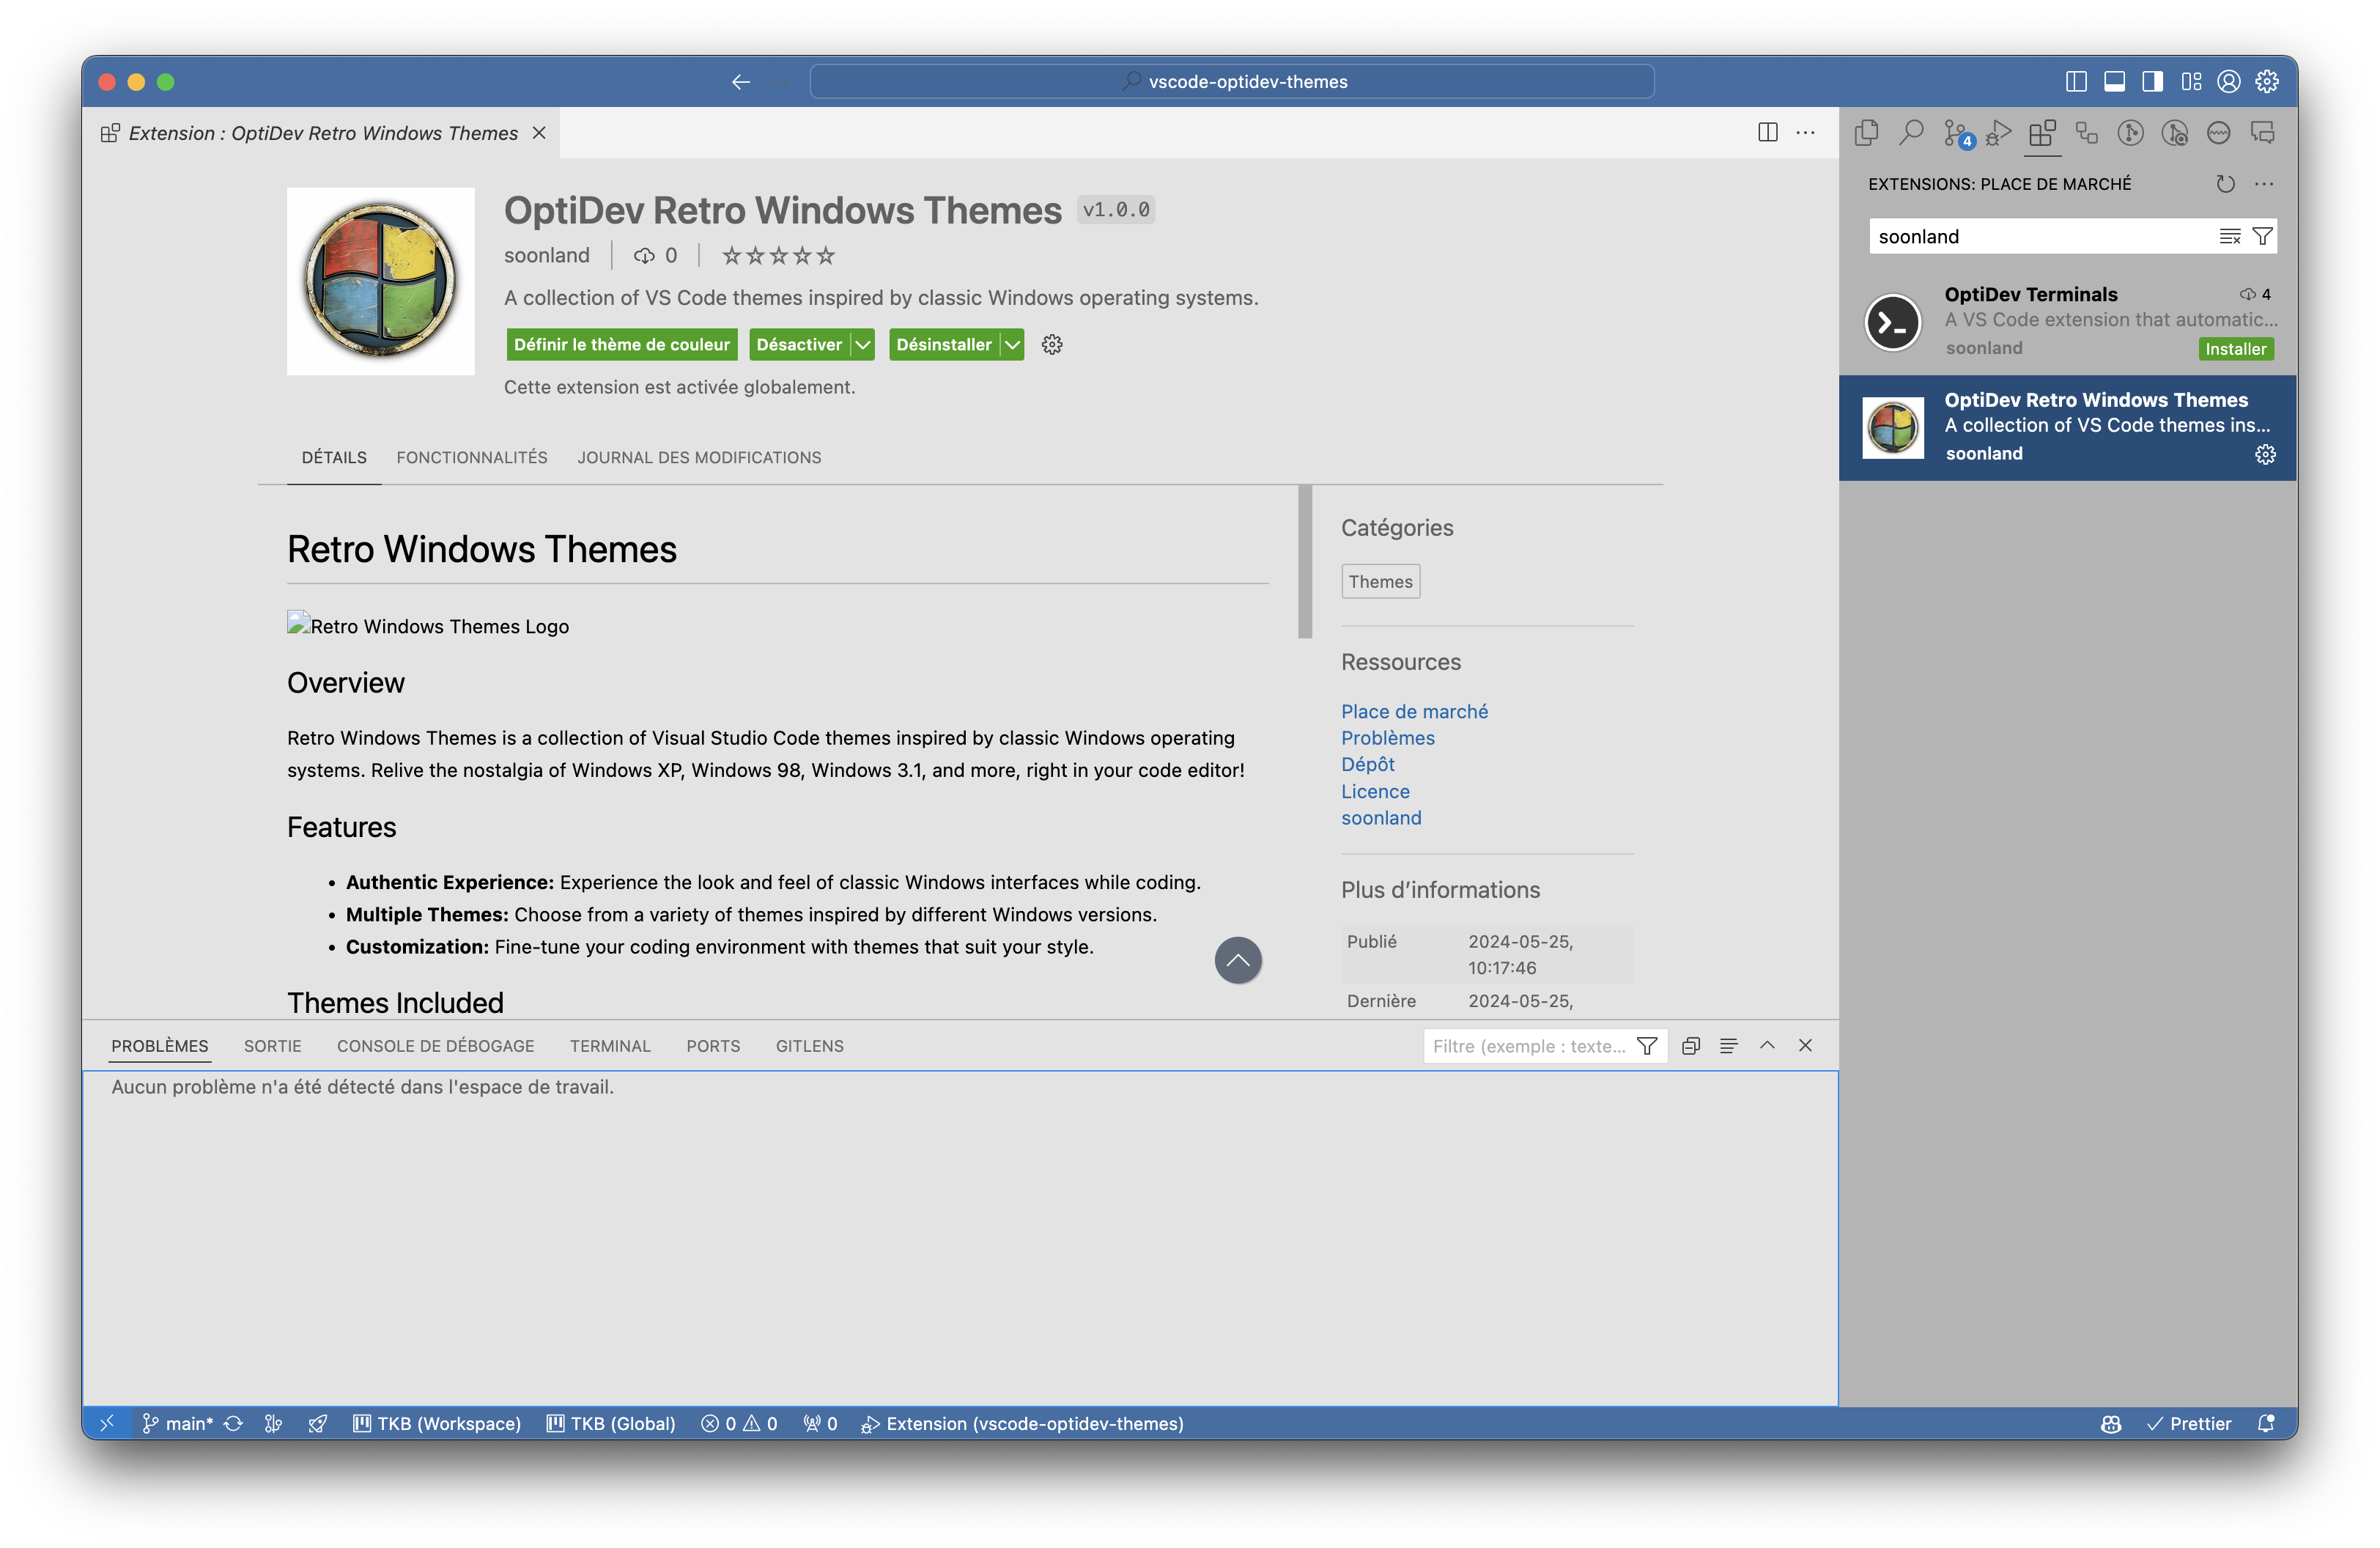 vscode-optidev-themes
Extension : OptiDev Retro Windows Themes
OptiDev Retro Windows Themes v1.0.0
soonland 0
A collection of VS Code themes inspired by classic Windows operating systems.
Définir le thème de couleur Désactiver Désinstaller
Cette extension est activée globalement.
DÉTAILS FONCTIONNALITÉS JOURNAL DES MODIFICATIONS
Retro Windows Themes
Retro Windows Themes Logo
Overview
Retro Windows Themes is a collection of Visual Studio Code themes inspired by classic Windows operating
systems. Relive the nostalgia of Windows XP, Windows 98, Windows 3.1, and more, right in your code editor!
Features
• Authentic Experience: Experience the look and feel of classic Windows interfaces while coding.
• Multiple Themes: Choose from a variety of themes inspired by different Windows versions.
• Customization: Fine-tune your coding environment with themes that suit your style.
Themes Included
Catégories
Themes
Ressources
Place de marché
Problèmes
Dépôt
Licence
soonland
Plus d’informations
Publié 2024-05-25,
10:17:46
Dernière 2024-05-25,
4
EXTENSIONS: PLACE DE MARCHÉ
soonland
OptiDev Terminals 4
A VS Code extension that automatic...
soonland Installer
OptiDev Retro Windows Themes
A collection of VS Code themes ins...
soonland
PROBLÈMES SORTIE CONSOLE DE DÉBOGAGE TERMINAL PORTS GITLENS
Filtre (exemple : texte...
Aucun problème n'a été détecté dans l'espace de travail.
main* TKB (Workspace) TKB (Global) 0 0 0 Extension (vscode-optidev-themes) Prettier